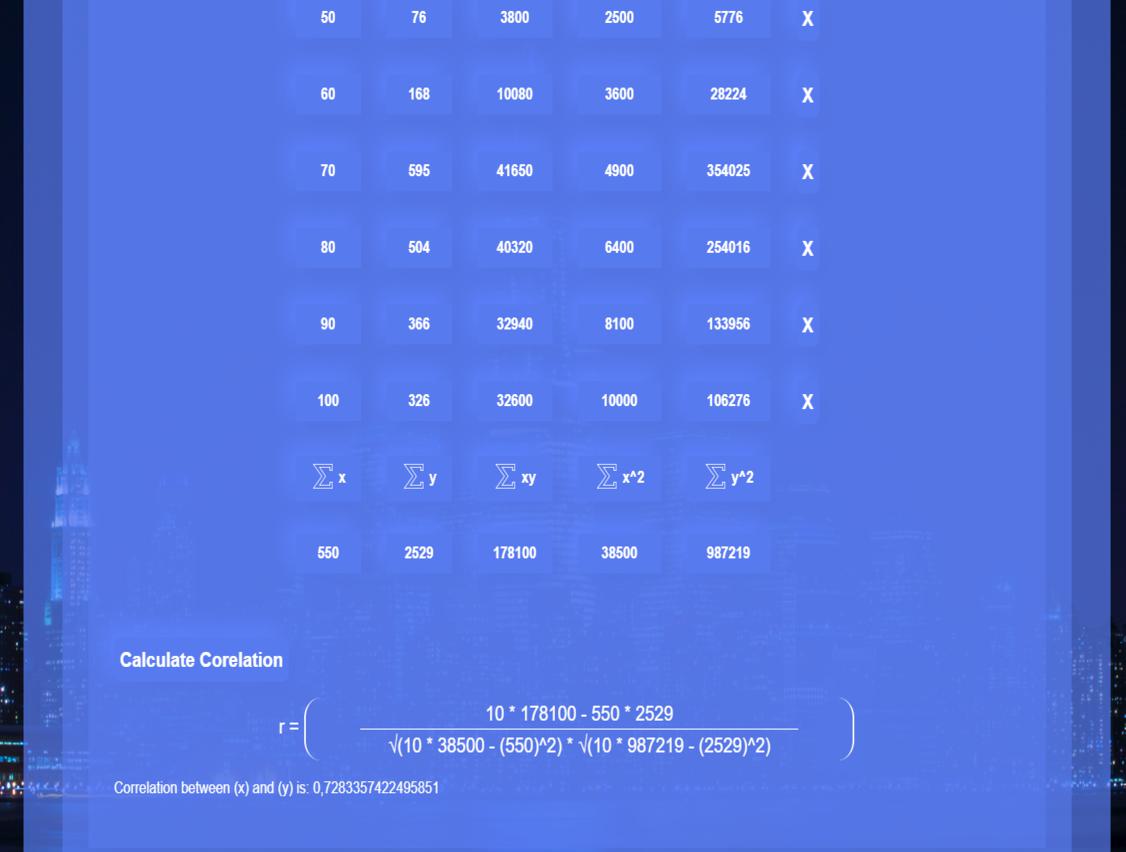 50 76 3800 2500 5776 X
60 168 10080 3600 28224 X
70 595 41650 4900 354025 X
80 504 40320 6400 254016 X
90 366 32940 8100 133956 X
100 326 32600 10000 106276 X
∑ x ∑ y ∑ xy ∑ x^2 ∑ y^2
550 2529 178100 38500 987219
Calculate Corelation
10 * 178100 - 550 * 2529
r =
√(10 * 38500 - (550)^2) * √(10 * 987219 - (2529)^2)
Correlation between (x) and (y) is: 0,7283357422495851